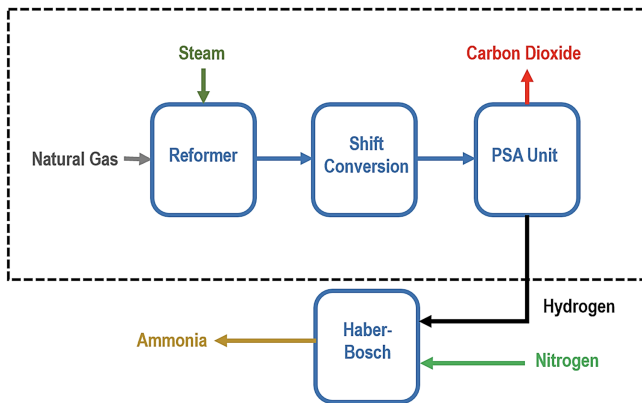 Steam
Carbon Dioxide
Natural Gas
Reformer
Shift
Conversion
PSA Unit
Hydrogen
Ammonia
Haber-
Bosch
Nitrogen